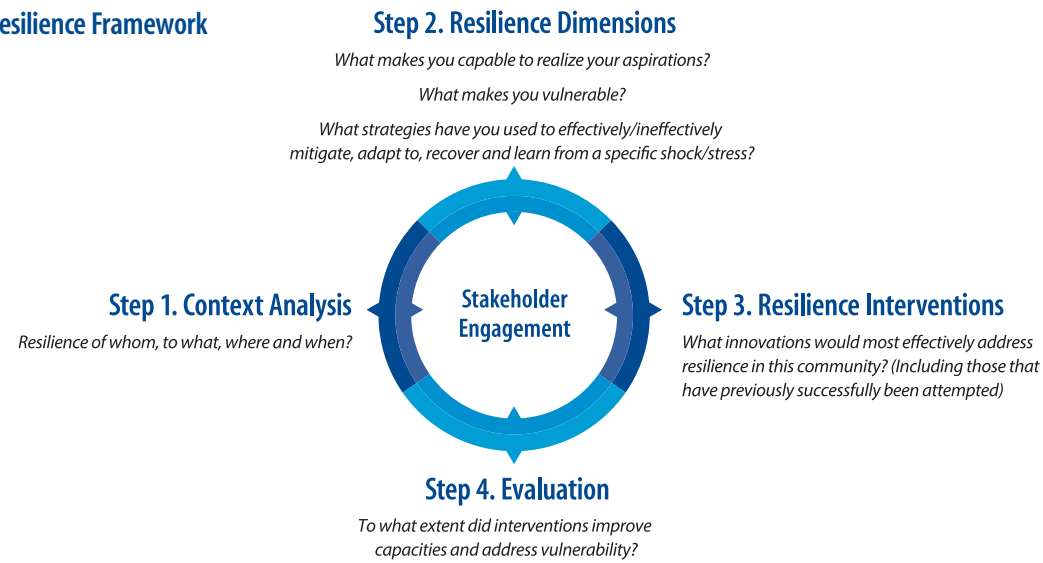 esilience Framework
Step 2. Resilience Dimensions
What makes you capable to realize your aspirations?
What makes you vulnerable?
What strategies have you used to effectively/ineffectively
mitigate, adapt to, recover and learn from a specific shock/stress?
Step 1. Context Analysis
Resilience of whom, to what, where and when?
Stakeholder
Engagement
Step 3. Resilience Interventions
What innovations would most effectively address
resilience in this community? (Including those that
have previously successfully been attempted)
Step 4. Evaluation
To what extent did interventions improve
capacities and address vulnerability?